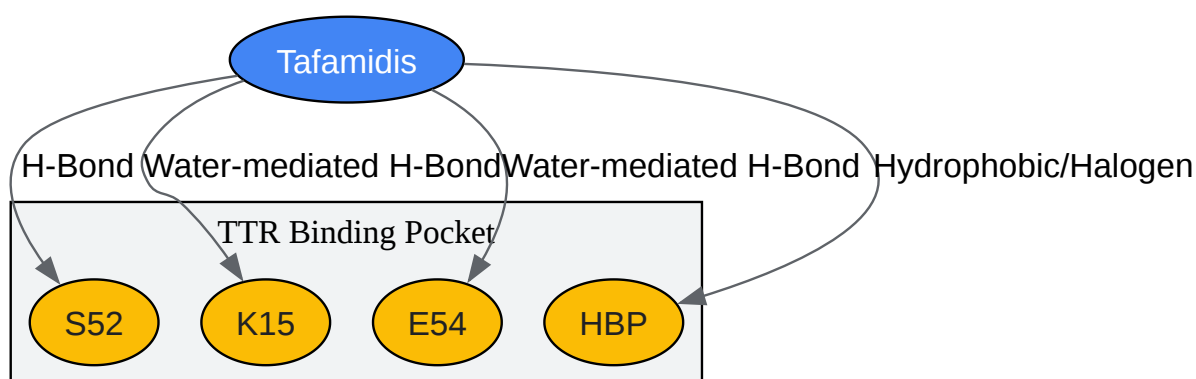 Tafamidis
H-Bond Water-mediated H-Bond Water-mediated H-Bond Hydrophobic/Halogen
TTR Binding Pocket
S52 K15 E54 HBP